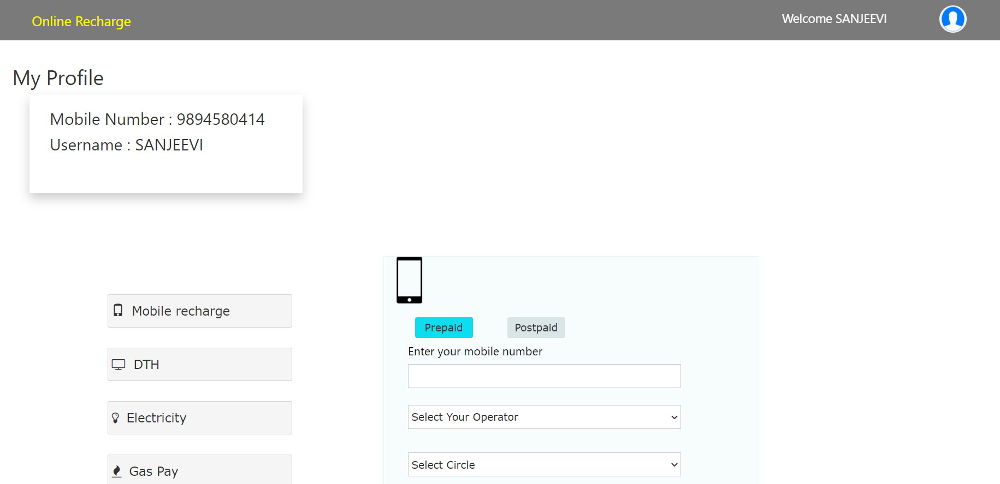 Online Recharge
Welcome SANJEEVI
My Profile
Mobile Number : 9894580414
Username : SANJEEVI
Mobile recharge
DTH
Electricity
Gas Pay
Prepaid
Postpaid
Enter your mobile number
Select Your Operator
Select Circle